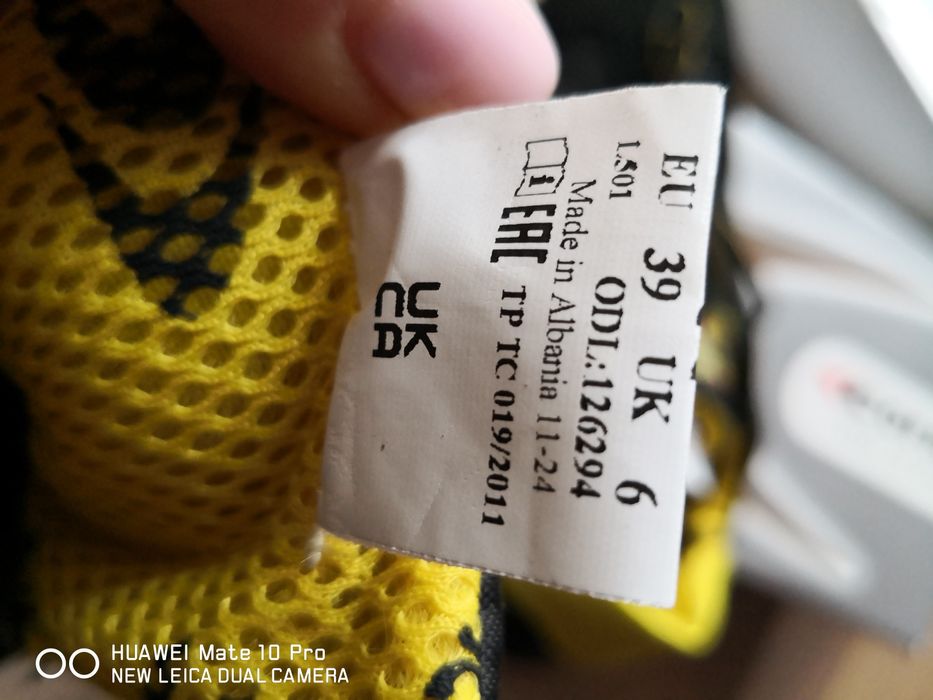 EU 39 UK 6
1.501 ODL:126294
Made in Albania 11-24
EAC TP TC 019/2011
UK
CA
HUAWEI Mate 10 Pro
NEW LEICA DUAL CAMERA